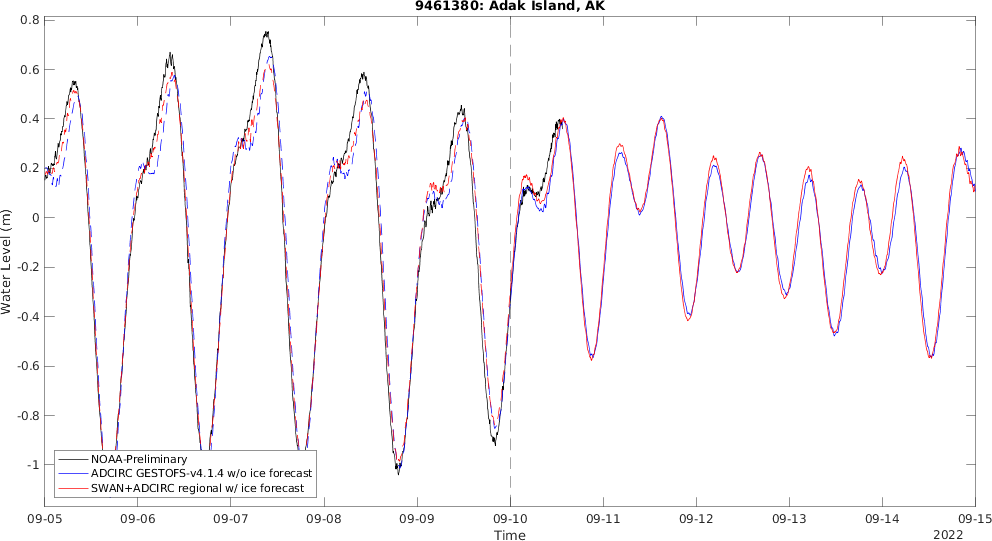 9461380: Adak Island, AK
0.8
0.6
0.4
0.2
0
-0.2
-0.4
-0.6
-0.8
-1
Water Level (m)
NOAA-Preliminary
ADCIRC GESTOFS-v4.1.4 w/o ice forecast
SWAN+ADCIRC regional w/ ice forecast
09-05 09-06 09-07 09-08 09-09 09-10 09-11 09-12 09-13 09-14 09-15
Time
2022